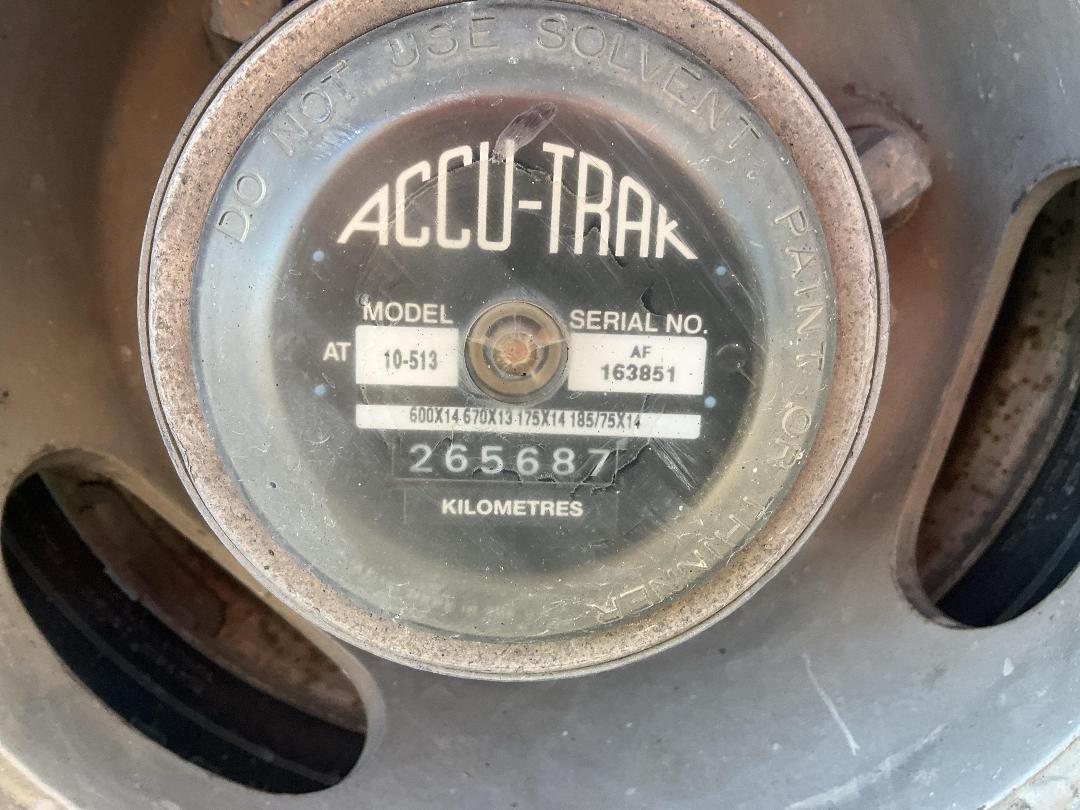 DO NOT USE SOLVENT PAINT OR THINNER
ACCU-TRAK
MODEL
SERIAL NO.
AT 10-513
AF
163851
600X14 670X13 175X14 185/75X14
265687
KILOMETRES